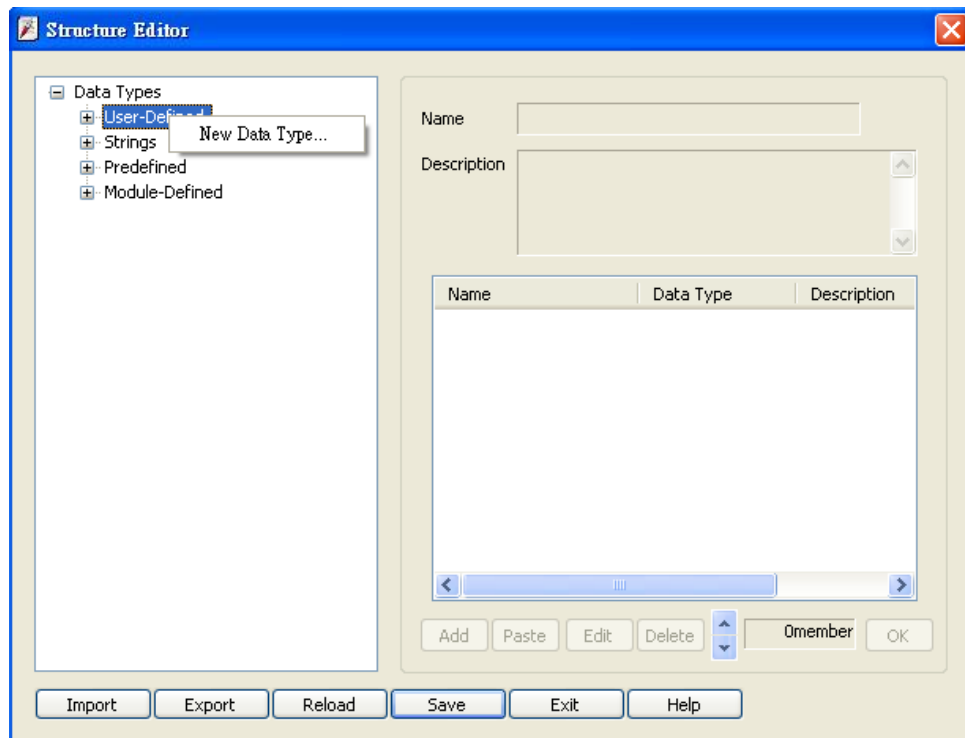 Structure Editor
Data Types
User-Defined
New Data Type...
Strings
Predefined
Module-Defined
Name
Description
Name Data Type Description
Add Paste Edit Delete 0member OK
Import Export Reload Save Exit Help